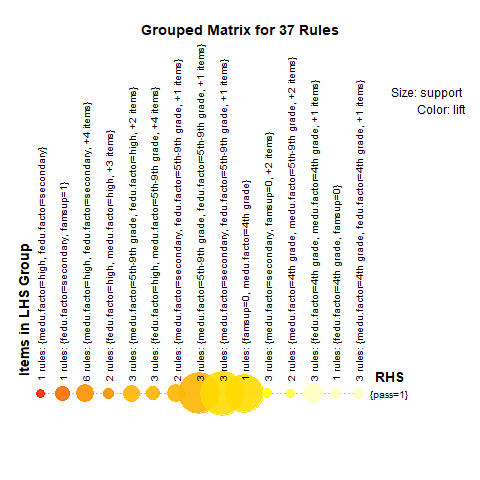 Grouped Matrix for 37 Rules
Size: support
Color: lift
Items in LHS Group
1 rules: {medu.factor=high, fedu.factor=secondary}
1 rules: {fedu.factor=secondary, famsup=1}
6 rules: {medu.factor=high, fedu.factor=secondary, +4 items}
2 rules: {fedu.factor=high, medu.factor=high, +3 items}
3 rules: {medu.factor=5th-9th grade, fedu.factor=high, +2 items}
3 rules: {fedu.factor=high, medu.factor=5th-9th grade, +4 items}
2 rules: {medu.factor=secondary, fedu.factor=5th-9th grade, +1 items}
3 rules: {medu.factor=5th-9th grade, fedu.factor=5th-9th grade, +1 items}
3 rules: {medu.factor=secondary, fedu.factor=5th-9th grade, +1 items}
1 rules: {famsup=0, medu.factor=4th grade}
3 rules: {medu.factor=secondary, famsup=0, +2 items}
2 rules: {medu.factor=4th grade, medu.factor=5th-9th grade, +2 items}
3 rules: {fedu.factor=4th grade, medu.factor=4th grade, +1 items}
1 rules: {fedu.factor=4th grade, famsup=0}
3 rules: {medu.factor=4th grade, fedu.factor=4th grade, +1 items}
RHS
{pass=1}